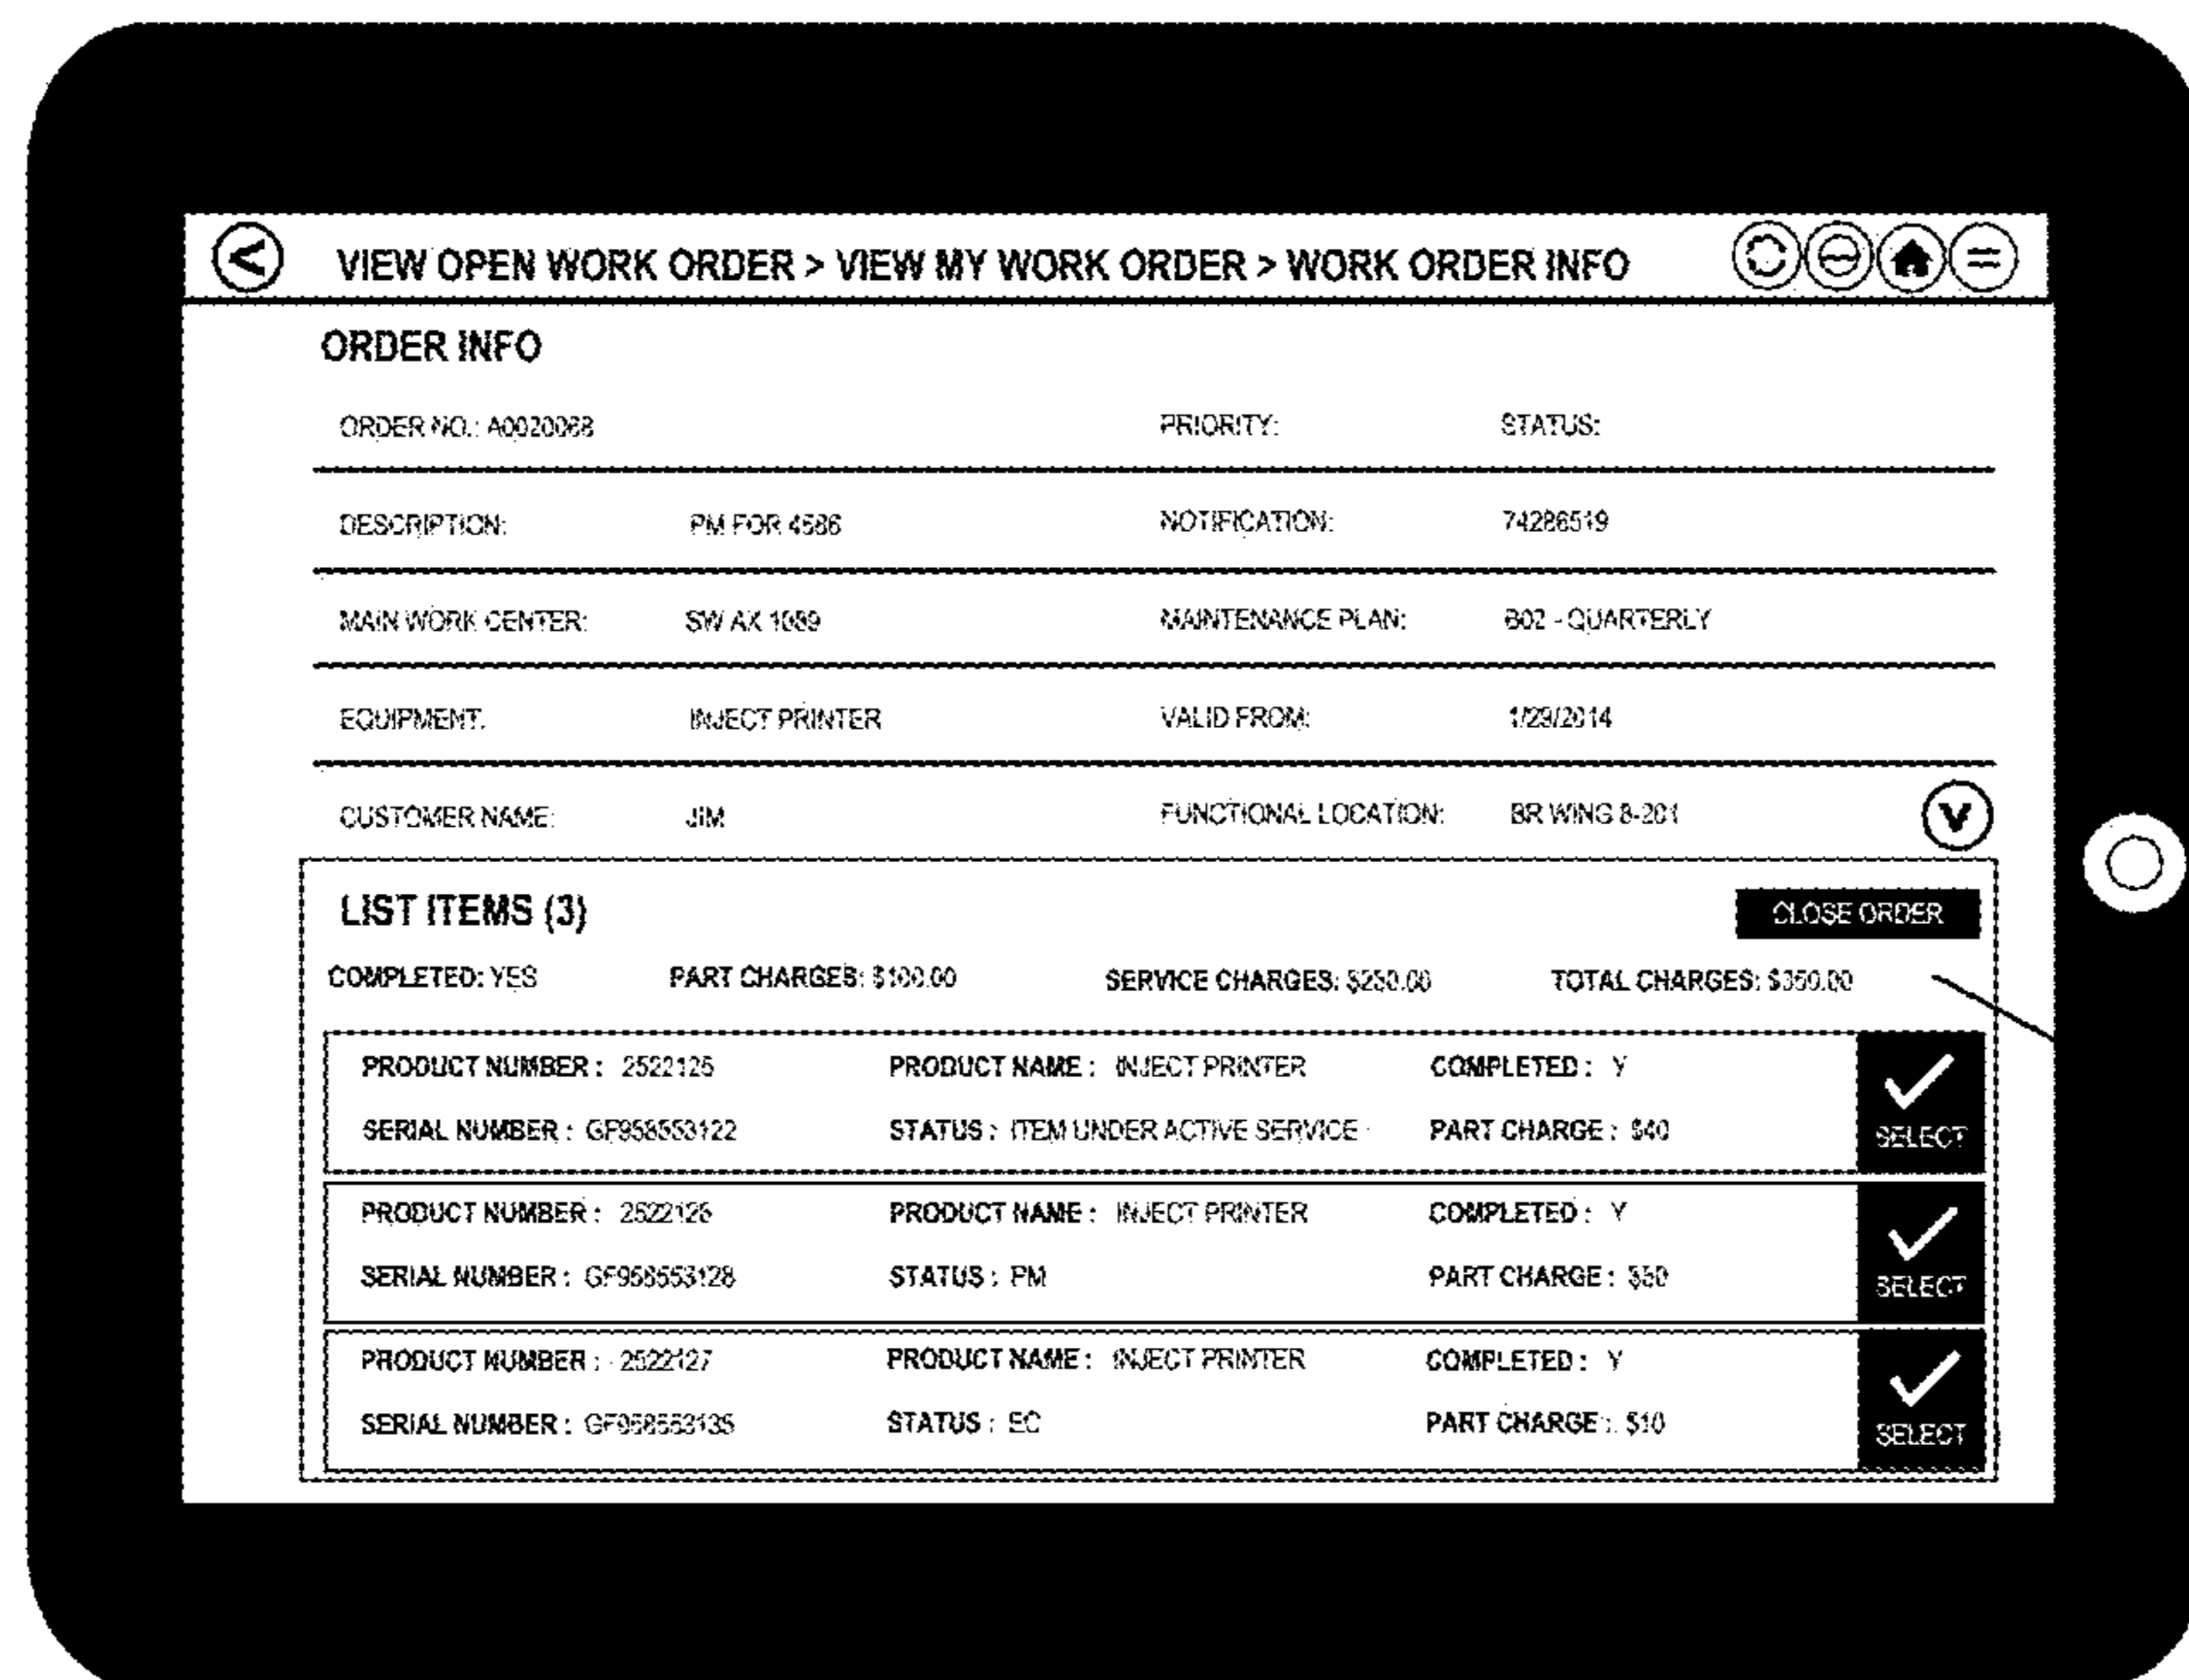 VIEW OPEN WORK ORDER > VIEW MY WORK ORDER > WORK ORDER INFO
ORDER INFO
ORDER NO.: A0020068 PRIORITY: STATUS:
DESCRIPTION: PM FOR 4586 NOTIFICATION: 74286519
MAIN WORK CENTER: SW AX 1089 MAINTENANCE PLAN: B02 - QUARTERLY
EQUIPMENT: INJECT PRINTER VALID FROM: 1/29/2014
CUSTOMER NAME: JIM FUNCTIONAL LOCATION: BR WING 8-201
LIST ITEMS (3) CLOSE ORDER
COMPLETED: YES PART CHARGES: $100.00 SERVICE CHARGES: $250.00 TOTAL CHARGES: $350.00
PRODUCT NUMBER : PRODUCT NAME : INJECT PRINTER COMPLETED : Y
SERIAL NUMBER : GF958553122 STATUS : ITEM UNDER ACTIVE SERVICE PART CHARGE : $40
SELECT
PRODUCT NUMBER : 2522126 PRODUCT NAME : INJECT PRINTER COMPLETED : Y
SERIAL NUMBER : GF958553128 STATUS : PM PART CHARGE : $50
SELECT
PRODUCT NUMBER : 2522127 PRODUCT NAME : INJECT PRINTER COMPLETED : Y
SERIAL NUMBER : GF958553135 STATUS : EC PART CHARGE : $10
SELECT